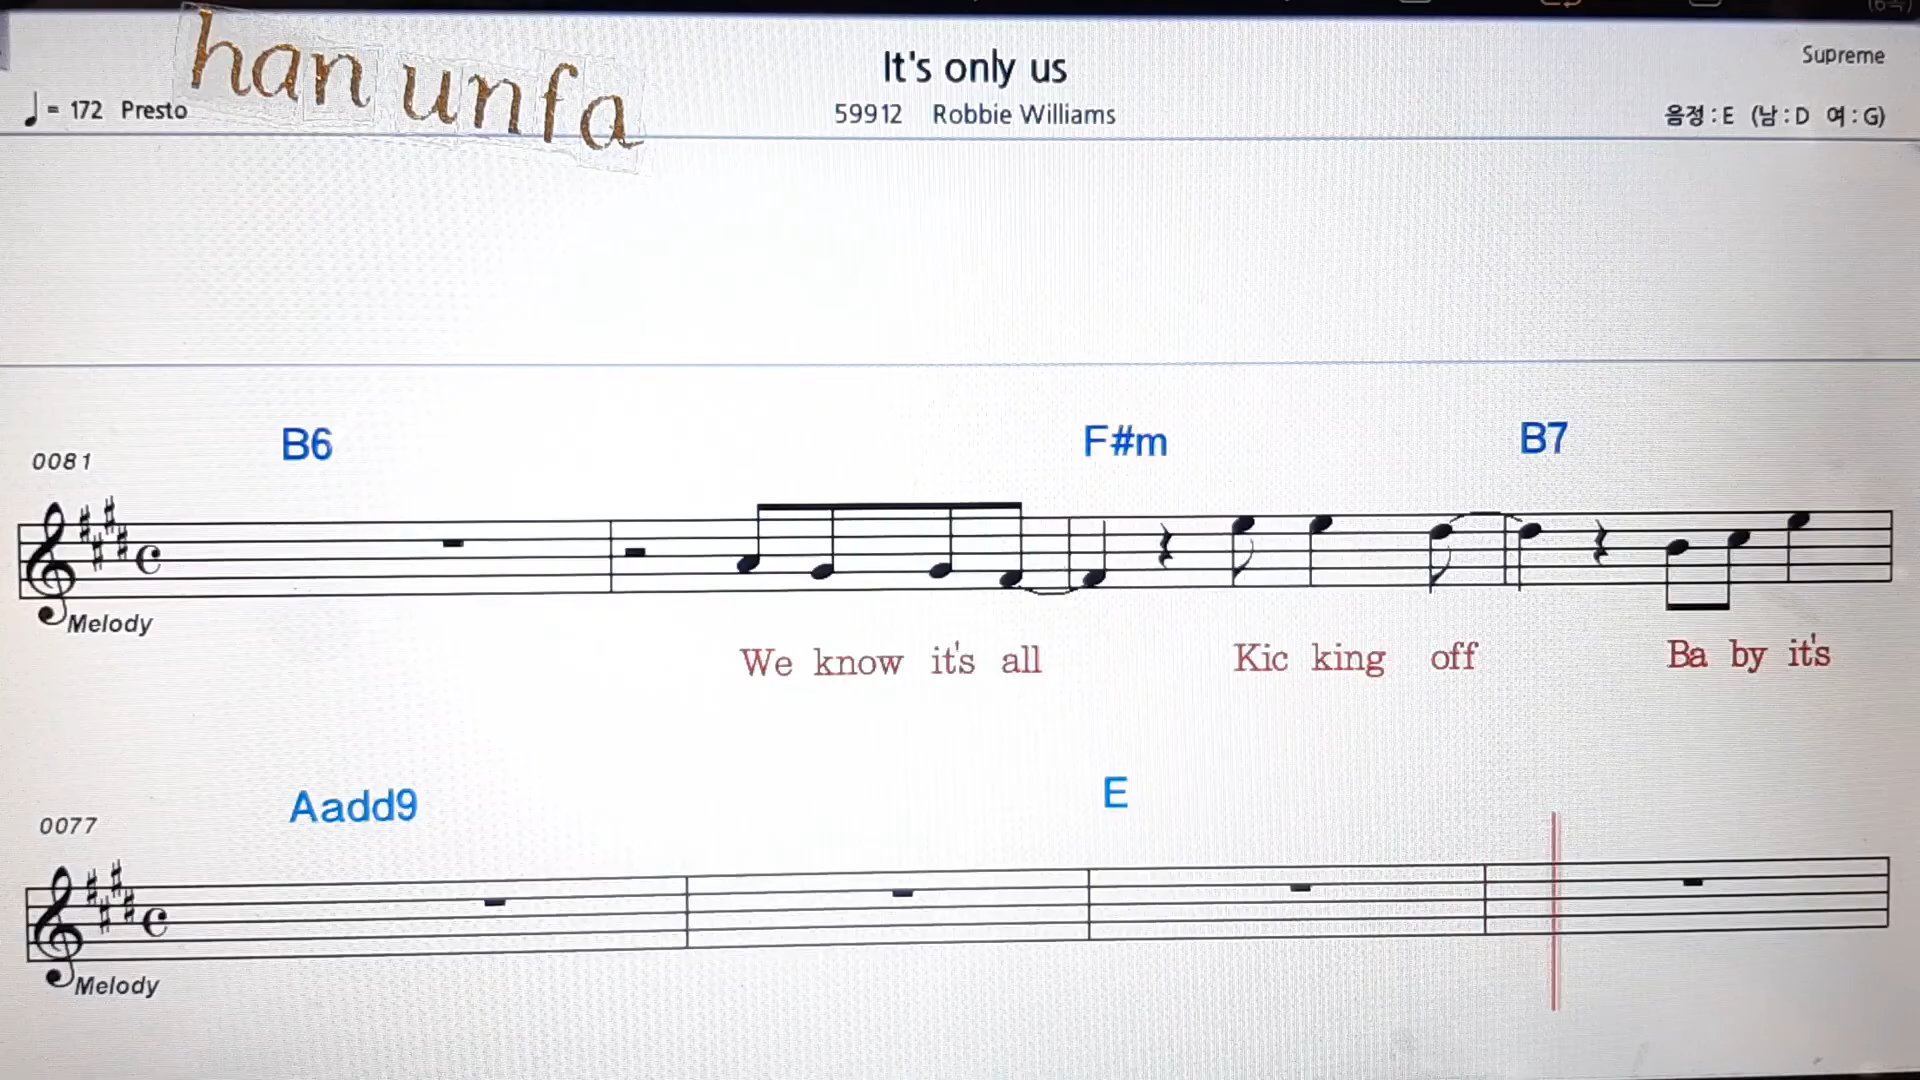 han unfa
It's only us
Supreme
= 172 Presto
59912 Robbie Williams
음정 : E (남 : D 여 : G)
B6 F#m B7
0081
Melody
We know it's all Kic king off Ba by it's
Aadd9 E
0077
Melody